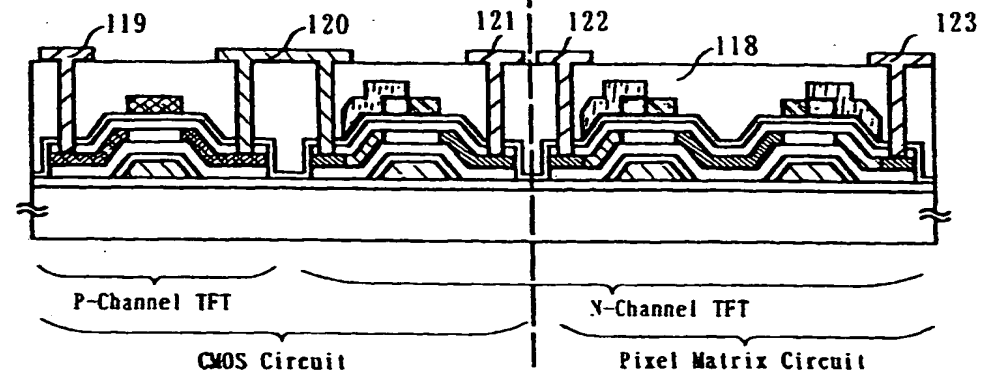 119
120
121
122
118
123
P-Channel TFT
N-Channel TFT
CMOS Circuit
Pixel Matrix Circuit